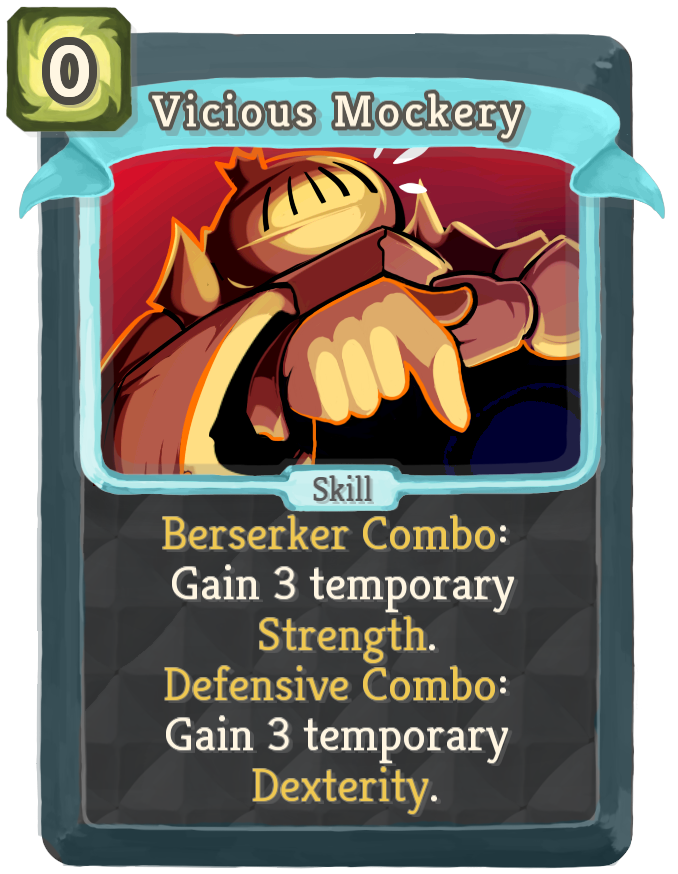 0
Vicious Mockery
Skill
Berserker Combo:
Gain 3 temporary
Strength.
Defensive Combo:
Gain 3 temporary
Dexterity.